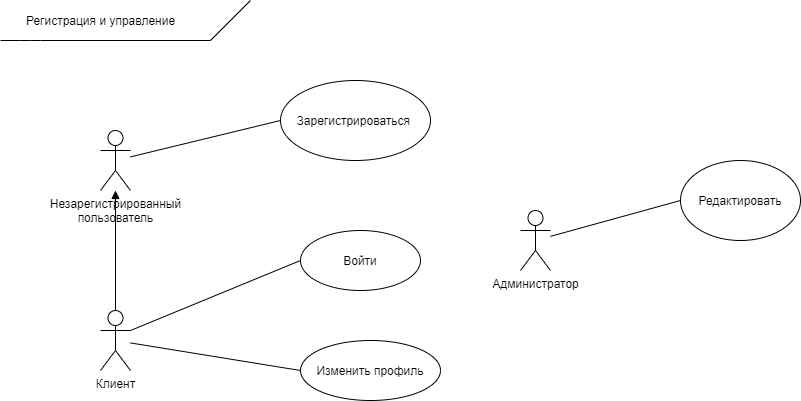 Регистрация и управление
Зарегистрироваться
Незарегистрированный
пользователь
Редактировать
Войти
Администратор
Изменить профиль
Клиент